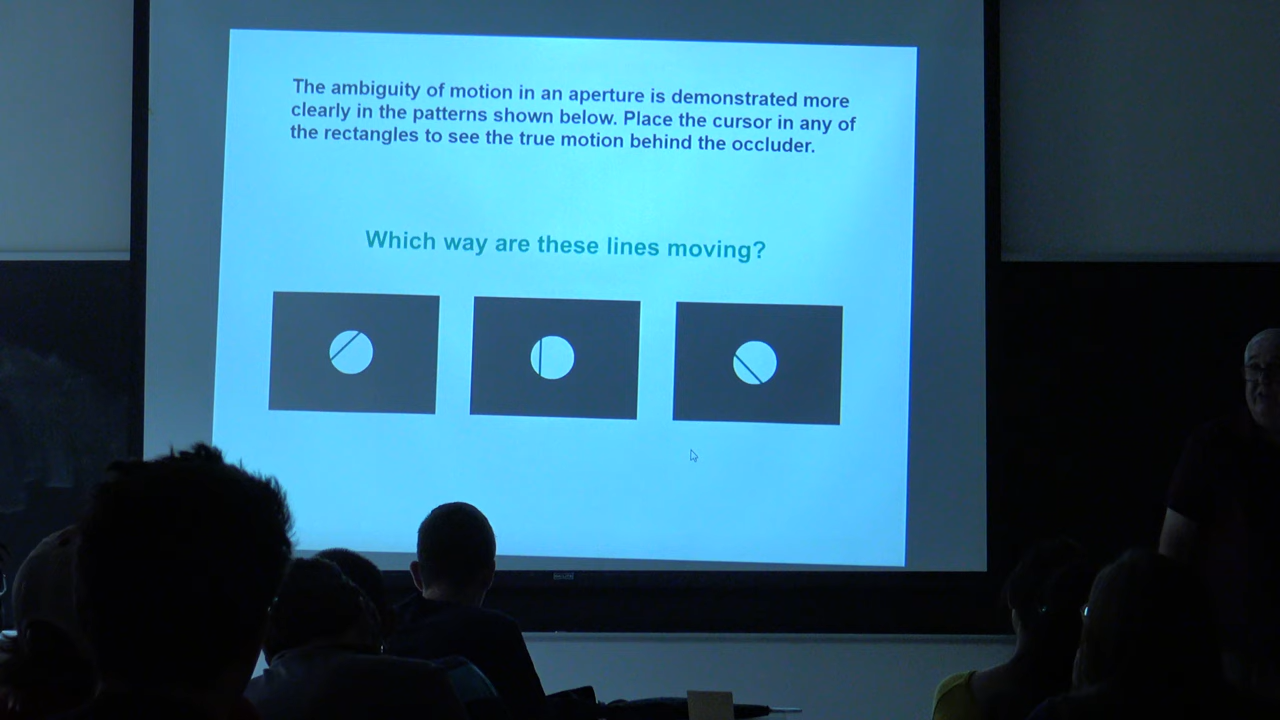 The ambiguity of motion in an aperture is demonstrated more
clearly in the patterns shown below. Place the cursor in any of
the rectangles to see the true motion behind the occluder.
Which way are these lines moving?